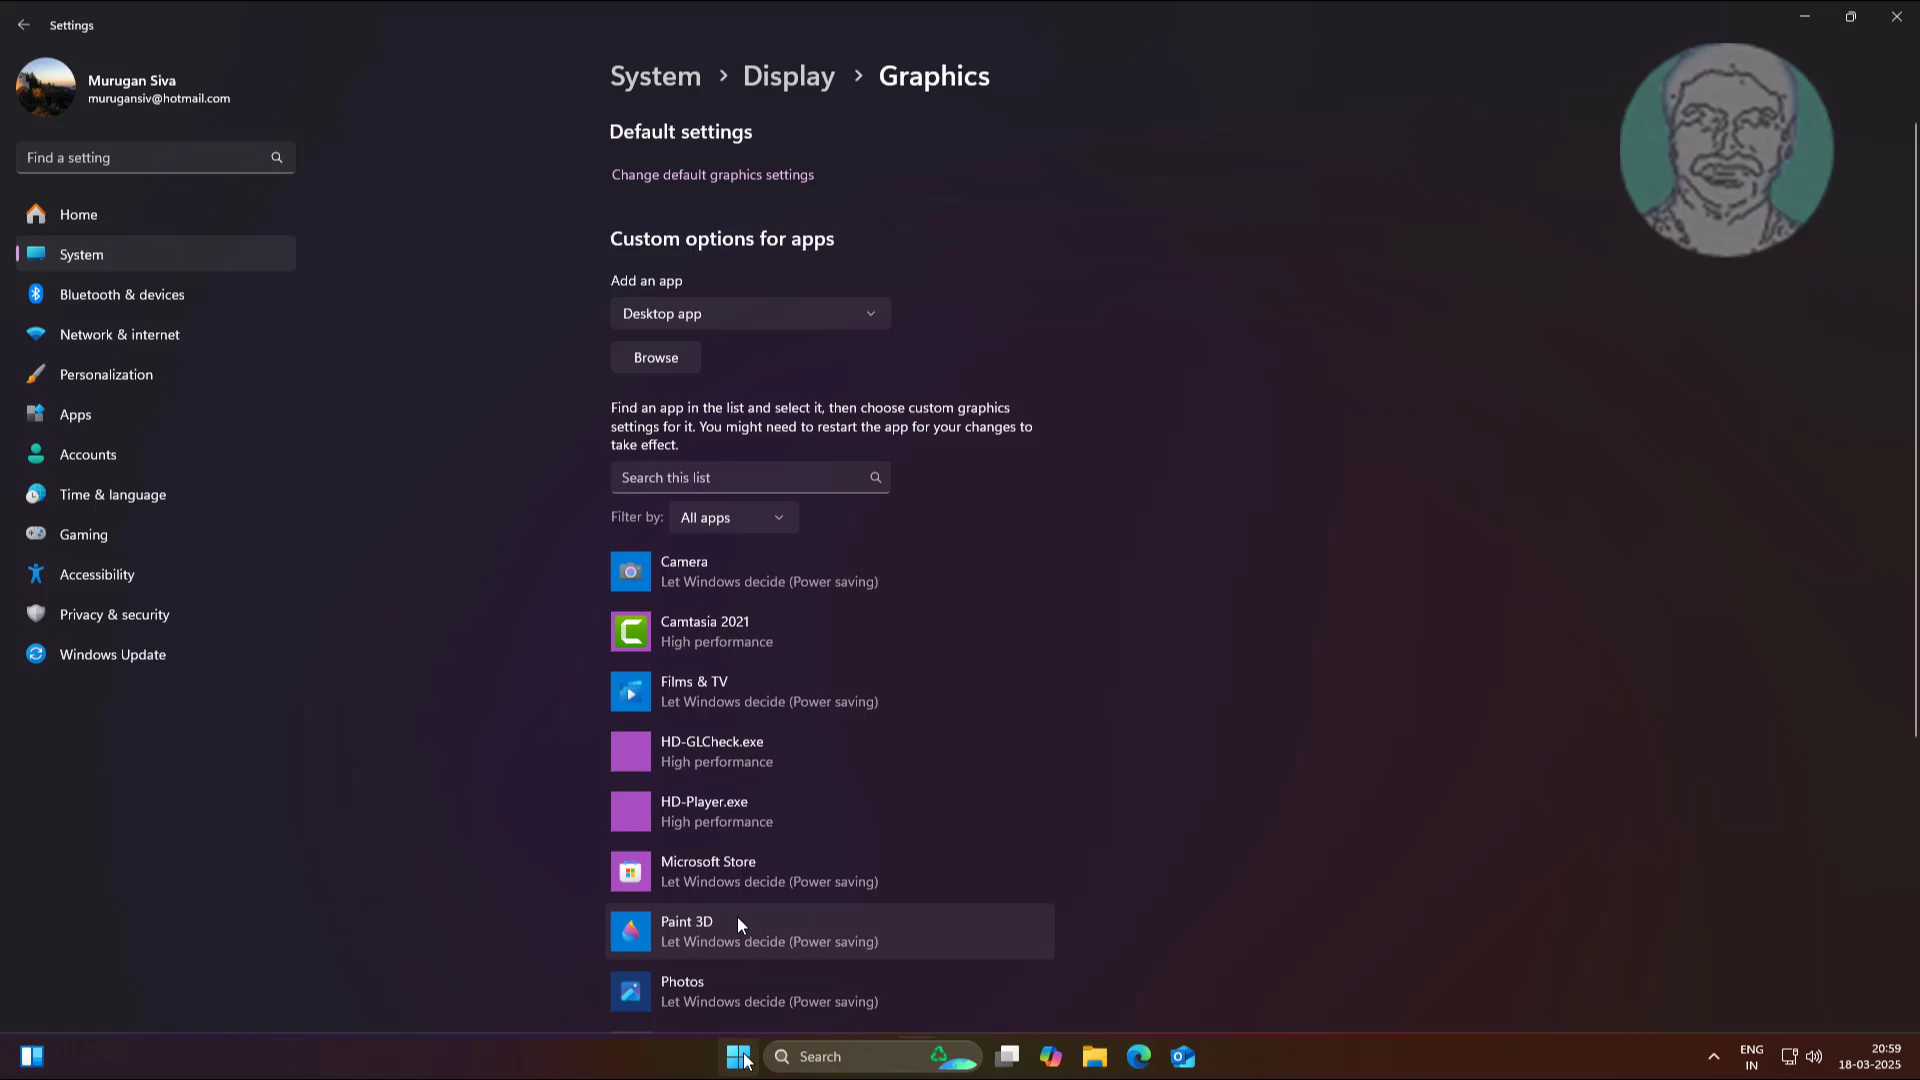 Settings
Murugan Siva
murugansiv@hotmail.com
Find a setting
Home
System
Bluetooth & devices
Network & internet
Personalization
Apps
Accounts
Time & language
Gaming
Accessibility
Privacy & security
Windows Update
System > Display > Graphics
Default settings
Change default graphics settings
Custom options for apps
Add an app
Desktop app
Browse
Find an app in the list and select it, then choose custom graphics
settings for it. You might need to restart the app for your changes to
take effect.
Search this list
Filter by: All apps
Camera
Let Windows decide (Power saving)
Camtasia 2021
High performance
Films & TV
Let Windows decide (Power saving)
HD-GLCheck.exe
High performance
HD-Player.exe
High performance
Microsoft Store
Let Windows decide (Power saving)
Paint 3D
Let Windows decide (Power saving)
Photos
Let Windows decide (Power saving)
Search
ENG
IN
20:59
18-03-2025